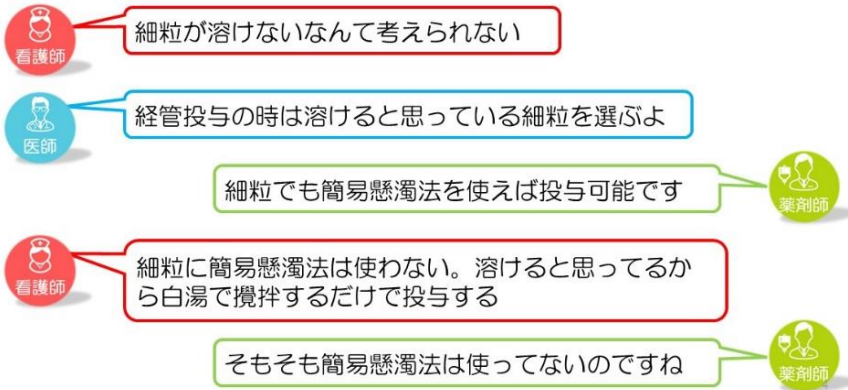 細粒が溶けないなんて考えられない
看護師
経管投与の時は溶けると思っている細粒を選ぶよ
医師
細粒でも簡易懸濁法を使えば投与可能です
薬剤師
細粒に簡易懸濁法は使わない。溶けると思ってるか
ら白湯で攪拌するだけで投与する
看護師
そもそも簡易懸濁法は使ってないのですね
薬剤師